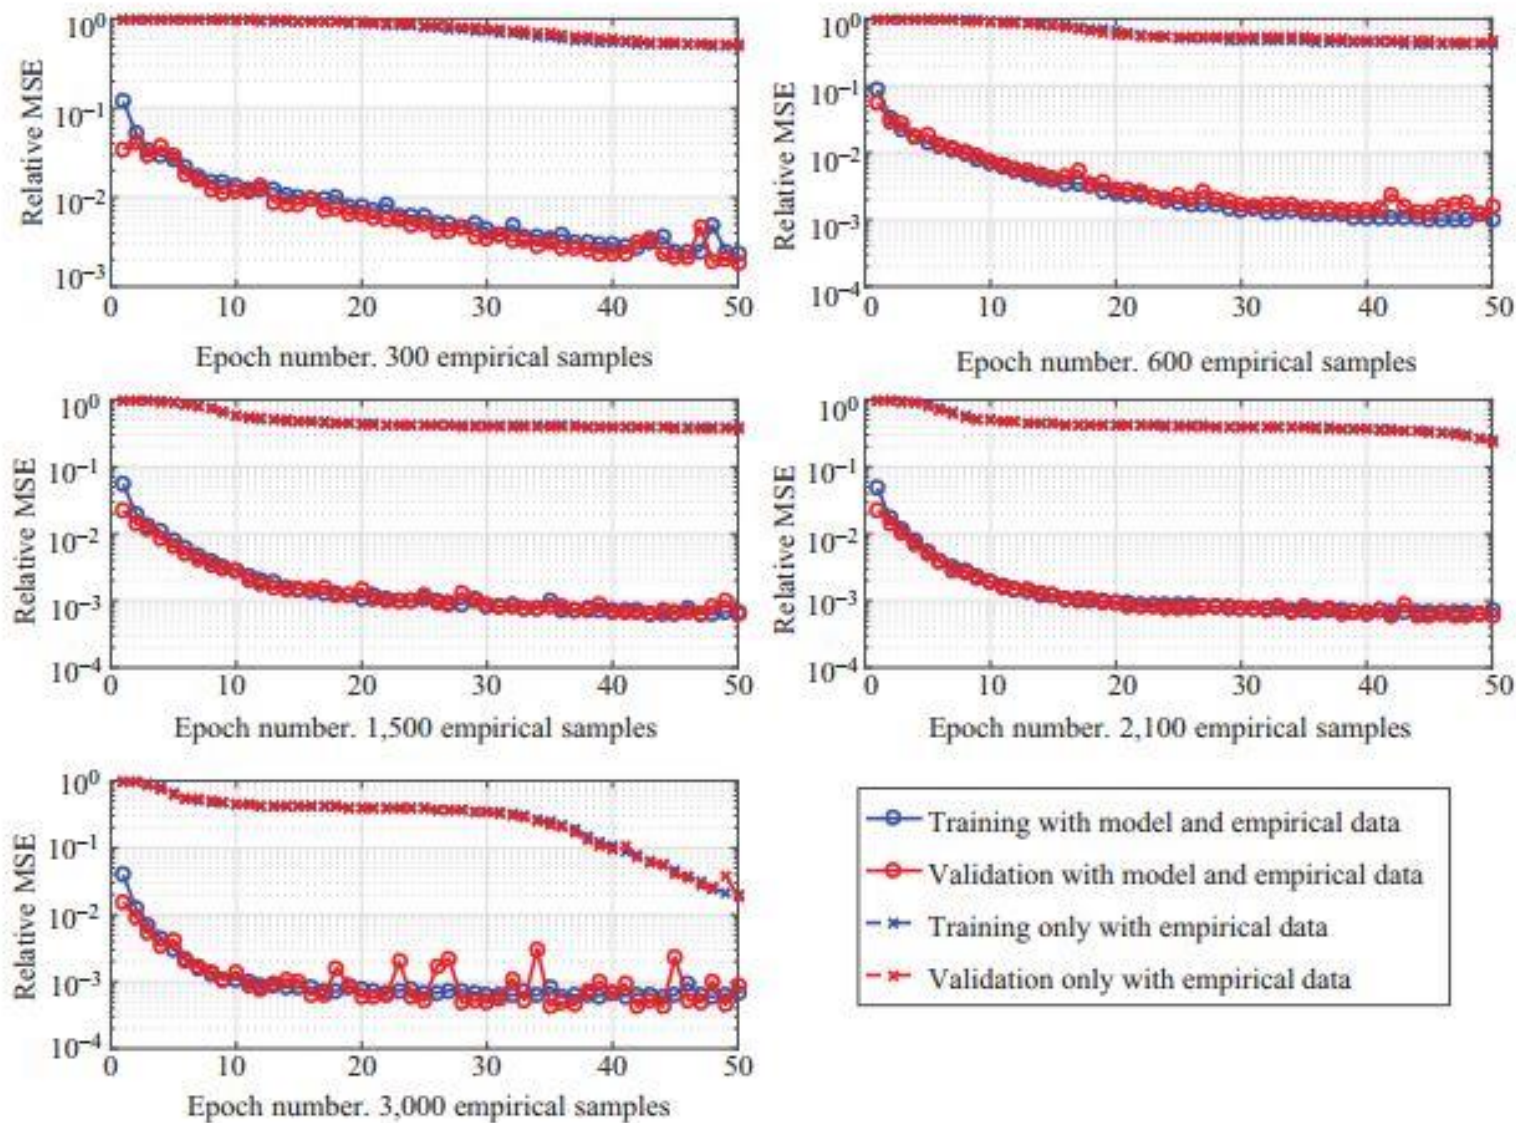 Relative MSE
10⁰
10⁻¹
10⁻²
10⁻³
0 10 20 30 40 50
Epoch number. 300 empirical samples
Relative MSE
10⁰
10⁻¹
10⁻²
10⁻³
10⁻⁴
0 10 20 30 40 50
Epoch number. 600 empirical samples
Relative MSE
10⁰
10⁻¹
10⁻²
10⁻³
10⁻⁴
0 10 20 30 40 50
Epoch number. 1,500 empirical samples
Relative MSE
10⁰
10⁻¹
10⁻²
10⁻³
10⁻⁴
0 10 20 30 40 50
Epoch number. 2,100 empirical samples
Relative MSE
10⁰
10⁻¹
10⁻²
10⁻³
10⁻⁴
0 10 20 30 40 50
Epoch number. 3,000 empirical samples
Training with model and empirical data
Validation with model and empirical data
Training only with empirical data
Validation only with empirical data